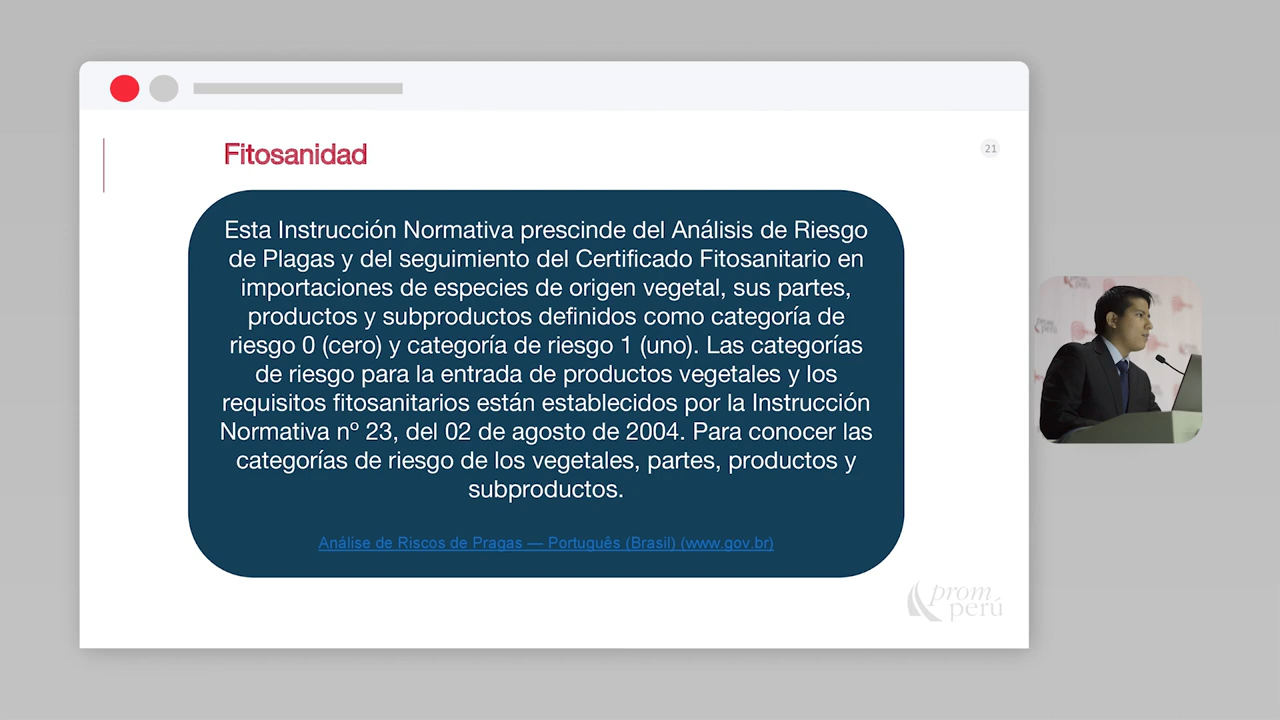 Fitosanidad
21
Esta Instrucción Normativa prescinde del Análisis de Riesgo
de Plagas y del seguimiento del Certificado Fitosanitario en
importaciones de especies de origen vegetal, sus partes,
productos y subproductos definidos como categoría de
riesgo 0 (cero) y categoría de riesgo 1 (uno). Las categorías
de riesgo para la entrada de productos vegetales y los
requisitos fitosanitarios están establecidos por la Instrucción
Normativa nº 23, del 02 de agosto de 2004. Para conocer las
categorías de riesgo de los vegetales, partes, productos y
subproductos.
Análise de Riscos de Pragas — Português (Brasil) (www.gov.br)
prom
perú